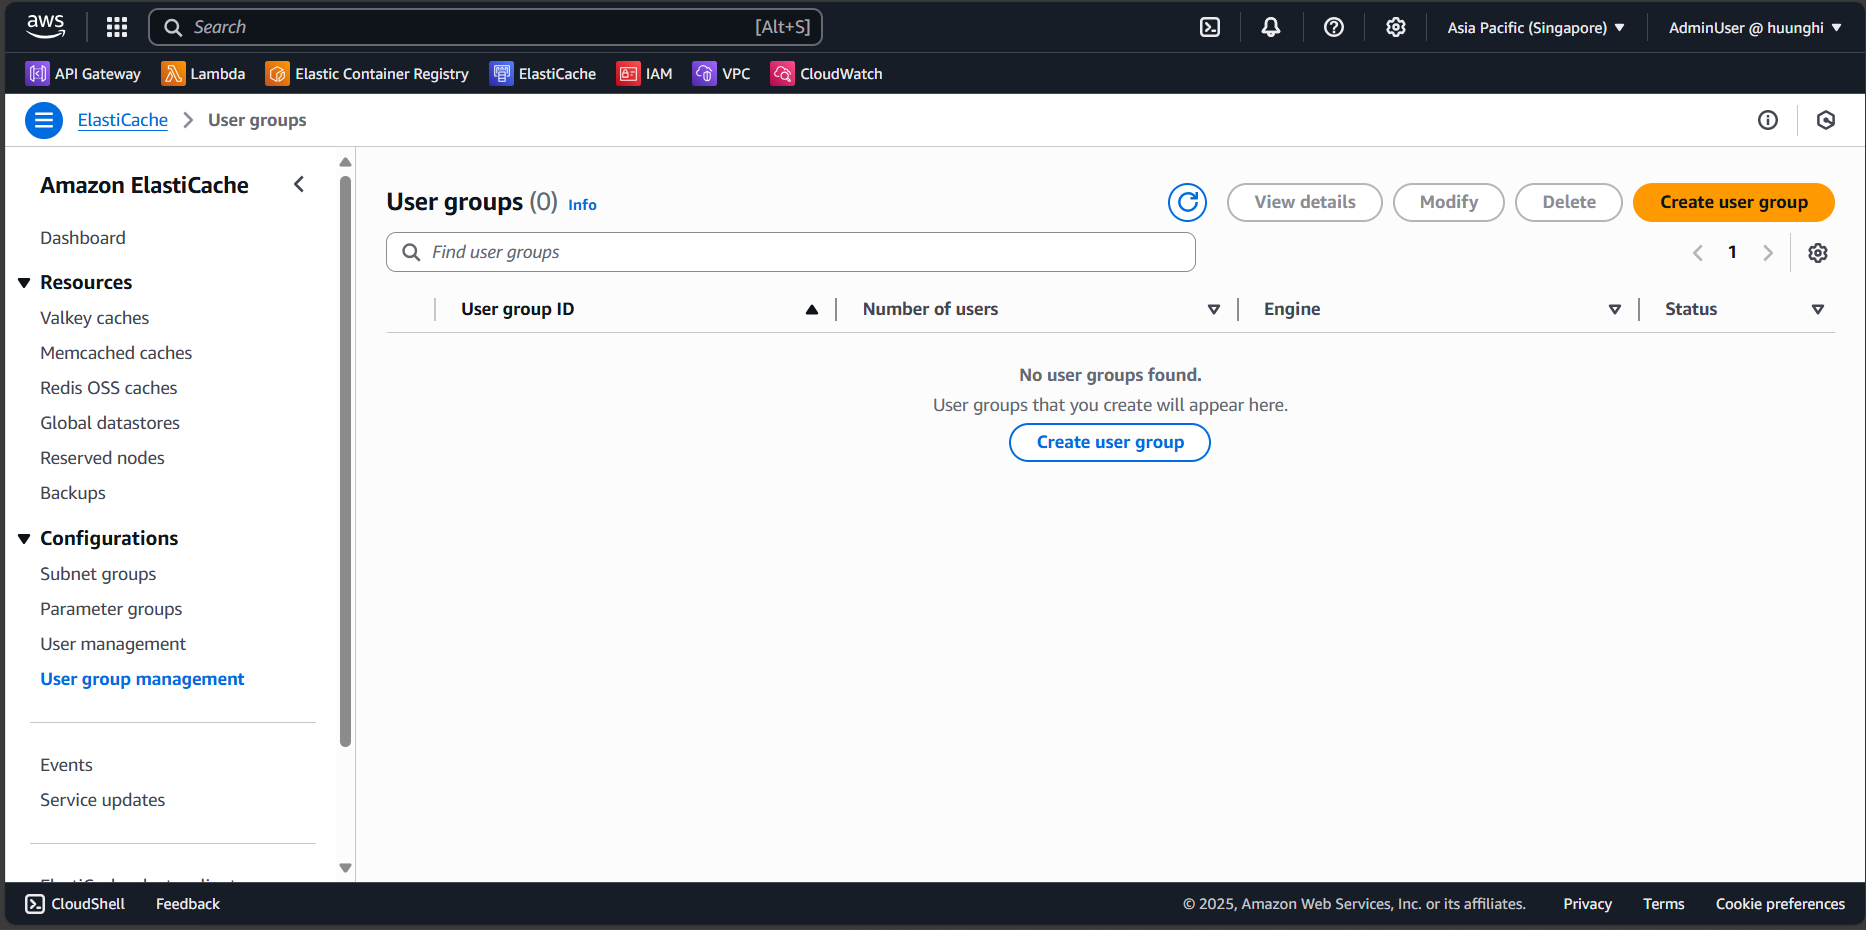 aws
Search [Alt+S]
Asia Pacific (Singapore)
AdminUser @ huunghi
API Gateway
Lambda
Elastic Container Registry
ElastiCache
IAM
VPC
CloudWatch
ElastiCache
User groups
Amazon ElastiCache
Dashboard
Resources
Valkey caches
Memcached caches
Redis OSS caches
Global datastores
Reserved nodes
Backups
Configurations
Subnet groups
Parameter groups
User management
User group management
Events
Service updates
User groups (0) Info
View details
Modify
Delete
Create user group
Find user groups
1
User group ID
Number of users
Engine
Status
No user groups found.
User groups that you create will appear here.
Create user group
CloudShell
Feedback
© 2025, Amazon Web Services, Inc. or its affiliates.
Privacy
Terms
Cookie preferences